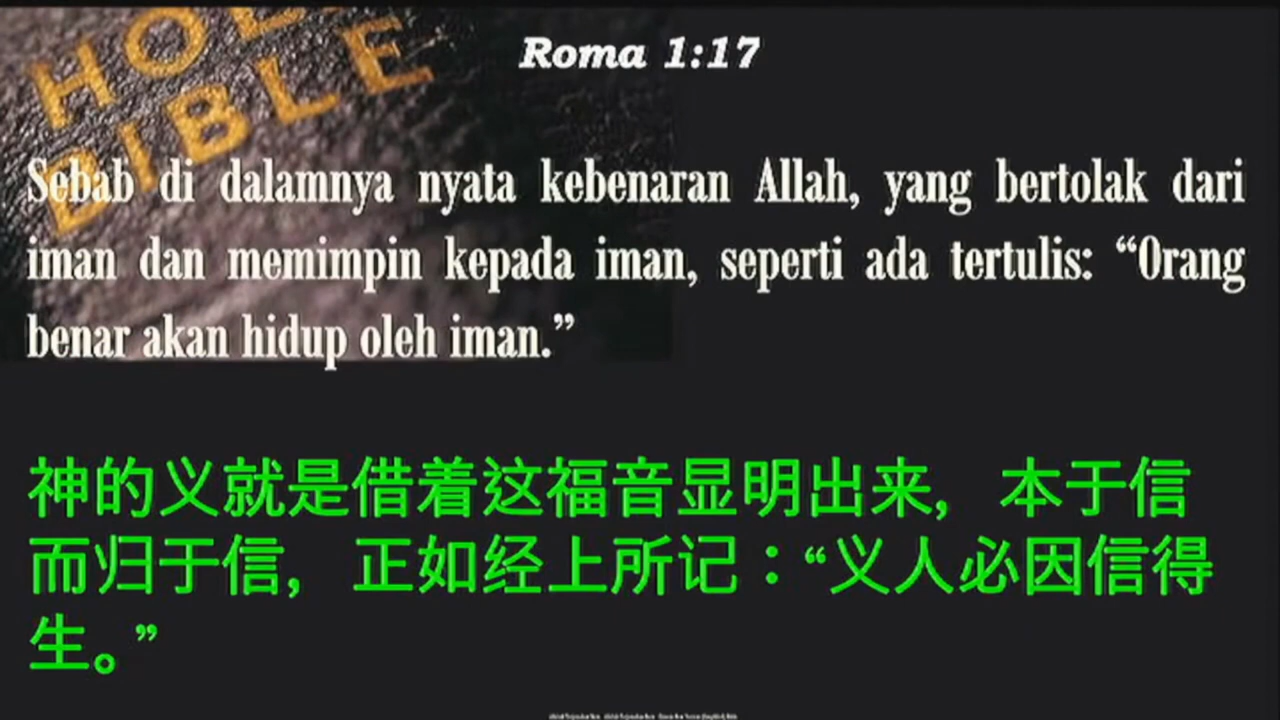 HOLY
BIBLE
Roma 1:17
Sebab di dalamnya nyata kebenaran Allah, yang bertolak dari
iman dan memimpin kepada iman, seperti ada tertulis: “Orang
benar akan hidup oleh iman.”
神的义就是借着这福音显明出来, 本于信
而归于信, 正如经上所记：“义人必因信得
生。”